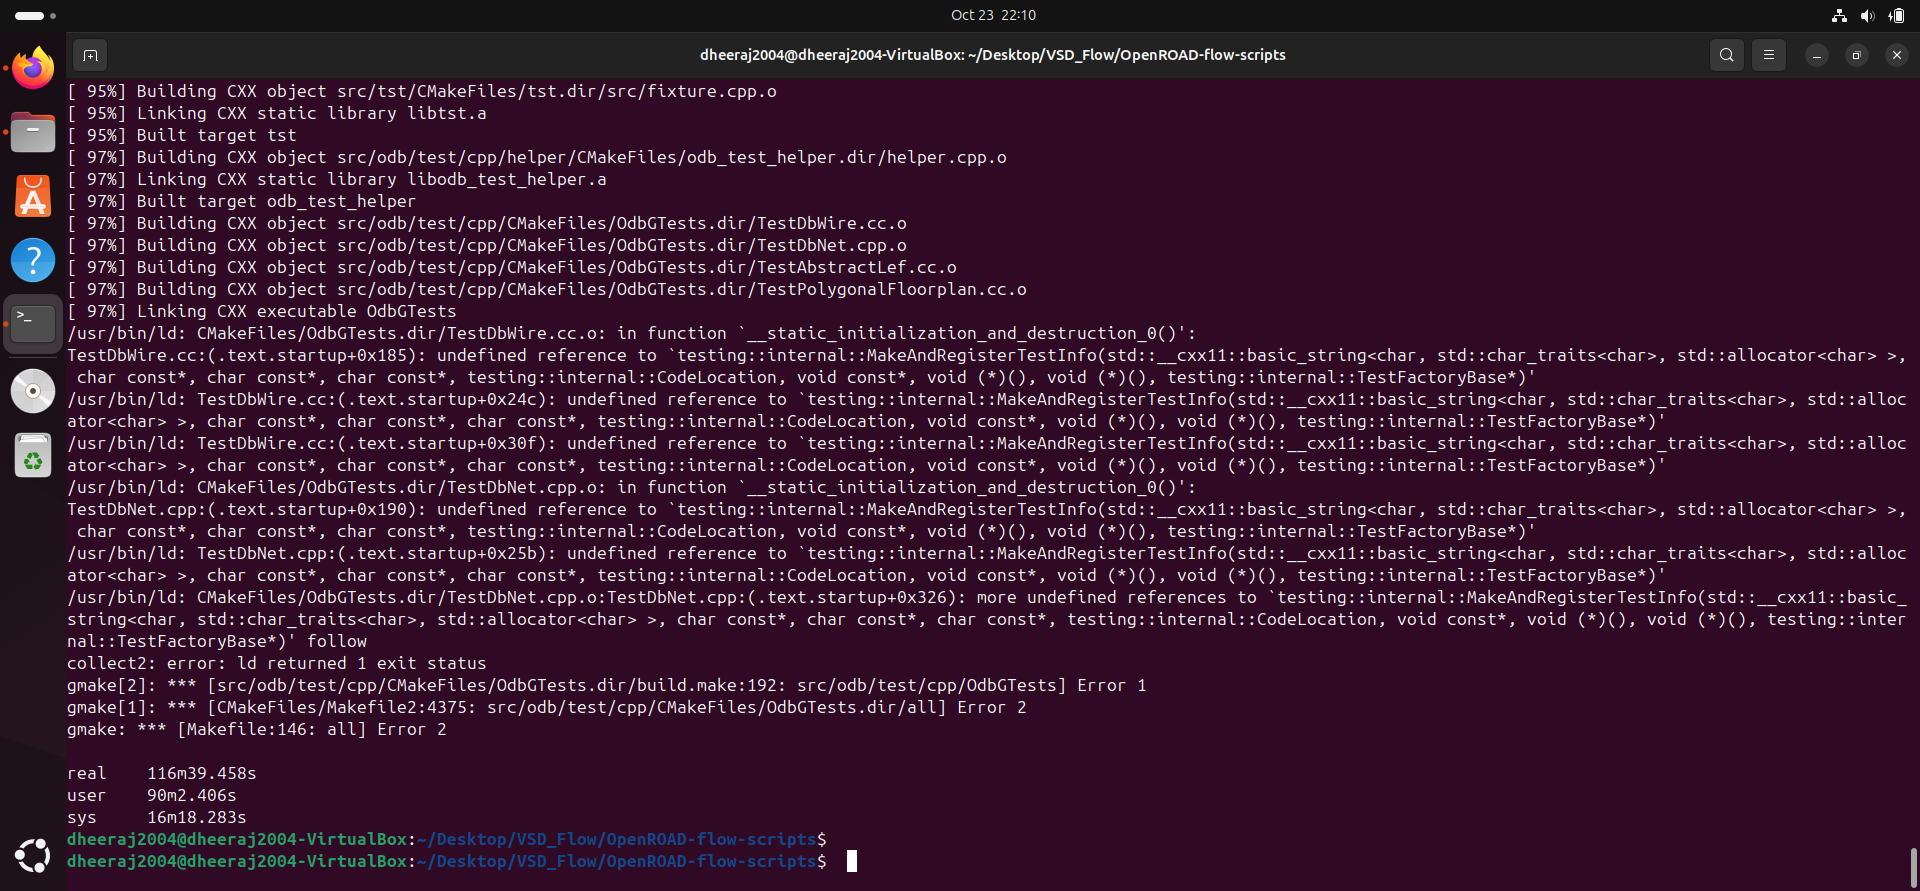 Oct 23 22:10
dheeraj2004@dheeraj2004-VirtualBox: ~/Desktop/VSD_Flow/OpenROAD-flow-scripts
[ 95%] Building CXX object src/tst/CMakeFiles/tst.dir/src/fixture.cpp.o
[ 95%] Linking CXX static library libtst.a
[ 95%] Built target tst
[ 97%] Building CXX object src/odb/test/cpp/helper/CMakeFiles/odb_test_helper.dir/helper.cpp.o
[ 97%] Linking CXX static library libodb_test_helper.a
[ 97%] Built target odb_test_helper
[ 97%] Building CXX object src/odb/test/cpp/CMakeFiles/OdbGTests.dir/TestDbWire.cc.o
[ 97%] Building CXX object src/odb/test/cpp/CMakeFiles/OdbGTests.dir/TestDbNet.cpp.o
[ 97%] Building CXX object src/odb/test/cpp/CMakeFiles/OdbGTests.dir/TestAbstractLef.cc.o
[ 97%] Building CXX object src/odb/test/cpp/CMakeFiles/OdbGTests.dir/TestPolygonalFloorplan.cc.o
[ 97%] Linking CXX executable OdbGTests
/usr/bin/ld: CMakeFiles/OdbGTests.dir/TestDbWire.cc.o: in function `__static_initialization_and_destruction_0()':
TestDbWire.cc:(.text.startup+0x185): undefined reference to `testing::internal::MakeAndRegisterTestInfo(std::__cxx11::basic_string<char, std::char_traits<char>, std::allocator<char> >,
 char const*, char const*, char const*, testing::internal::CodeLocation, void const*, void (*)(), void (*)(), testing::internal::TestFactoryBase*)'
/usr/bin/ld: TestDbWire.cc:(.text.startup+0x24c): undefined reference to `testing::internal::MakeAndRegisterTestInfo(std::__cxx11::basic_string<char, std::char_traits<char>, std::alloc
ator<char> >, char const*, char const*, char const*, testing::internal::CodeLocation, void const*, void (*)(), void (*)(), testing::internal::TestFactoryBase*)'
/usr/bin/ld: TestDbWire.cc:(.text.startup+0x30f): undefined reference to `testing::internal::MakeAndRegisterTestInfo(std::__cxx11::basic_string<char, std::char_traits<char>, std::alloc
ator<char> >, char const*, char const*, char const*, testing::internal::CodeLocation, void const*, void (*)(), void (*)(), testing::internal::TestFactoryBase*)'
/usr/bin/ld: CMakeFiles/OdbGTests.dir/TestDbNet.cpp.o: in function `__static_initialization_and_destruction_0()':
TestDbNet.cpp:(.text.startup+0x190): undefined reference to `testing::internal::MakeAndRegisterTestInfo(std::__cxx11::basic_string<char, std::char_traits<char>, std::allocator<char> >,
 char const*, char const*, char const*, testing::internal::CodeLocation, void const*, void (*)(), void (*)(), testing::internal::TestFactoryBase*)'
/usr/bin/ld: TestDbNet.cpp:(.text.startup+0x25b): undefined reference to `testing::internal::MakeAndRegisterTestInfo(std::__cxx11::basic_string<char, std::char_traits<char>, std::alloc
ator<char> >, char const*, char const*, char const*, testing::internal::CodeLocation, void const*, void (*)(), void (*)(), testing::internal::TestFactoryBase*)'
/usr/bin/ld: CMakeFiles/OdbGTests.dir/TestDbNet.cpp.o:TestDbNet.cpp:(.text.startup+0x326): more undefined references to `testing::internal::MakeAndRegisterTestInfo(std::__cxx11::basic_
string<char, std::char_traits<char>, std::allocator<char> >, char const*, char const*, char const*, testing::internal::CodeLocation, void const*, void (*)(), void (*)(), testing::inter
nal::TestFactoryBase*)' follow
collect2: error: ld returned 1 exit status
gmake[2]: *** [src/odb/test/cpp/CMakeFiles/OdbGTests.dir/build.make:192: src/odb/test/cpp/OdbGTests] Error 1
gmake[1]: *** [CMakeFiles/Makefile2:4375: src/odb/test/cpp/CMakeFiles/OdbGTests.dir/all] Error 2
gmake: *** [Makefile:146: all] Error 2
real 116m39.458s
user 90m2.406s
sys 16m18.283s
dheeraj2004@dheeraj2004-VirtualBox:~/Desktop/VSD_Flow/OpenROAD-flow-scripts$
dheeraj2004@dheeraj2004-VirtualBox:~/Desktop/VSD_Flow/OpenROAD-flow-scripts$